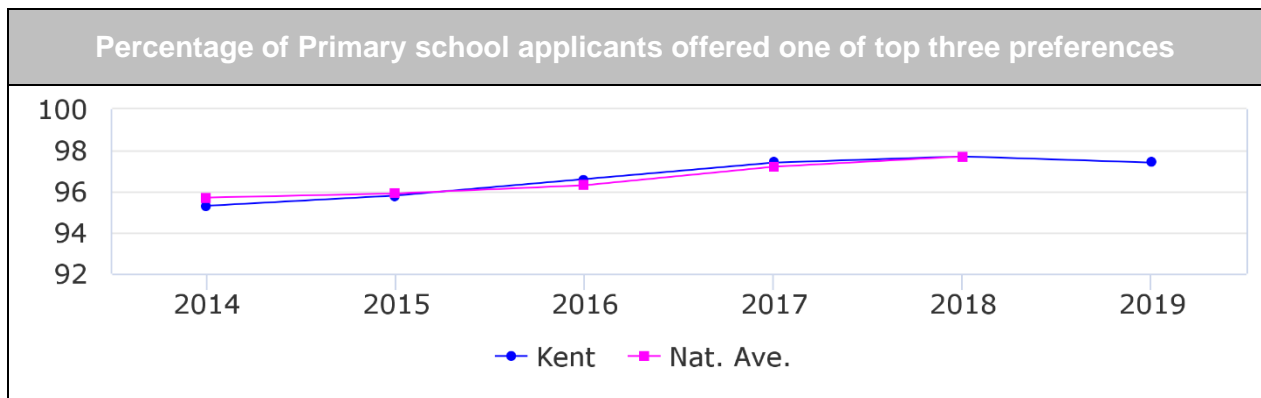 Percentage of Primary school applicants offered one of top three preferences
100
98
96
94
92
2014 2015 2016 2017 2018 2019
Kent Nat. Ave.